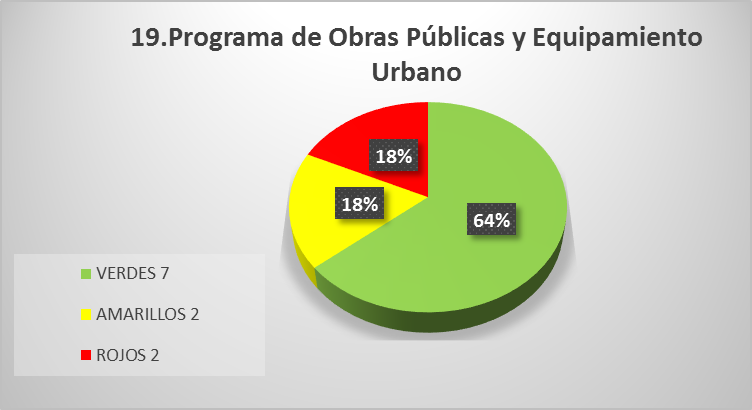 19.Programa de Obras Públicas y Equipamiento
Urbano
18%
18%
64%
VERDES 7
AMARILLOS 2
ROJOS 2